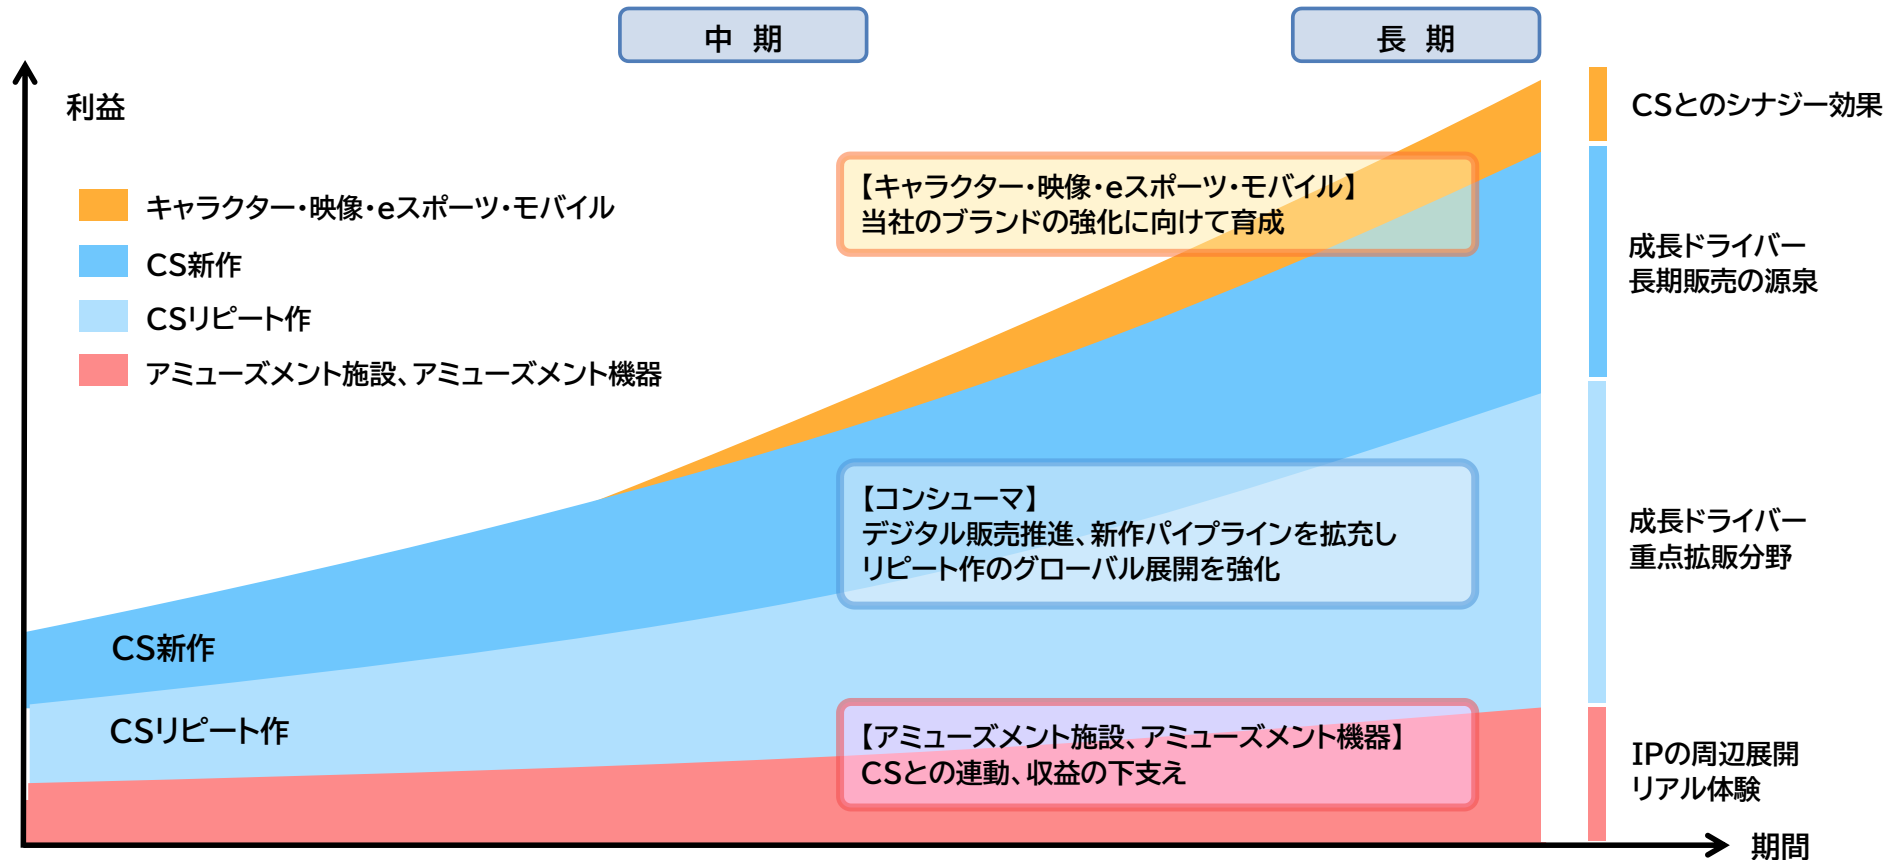 中 期
長 期
利益
キャラクター・映像・eスポーツ・モバイル
CS新作
CSリピート作
アミューズメント施設、アミューズメント機器
【キャラクター・映像・eスポーツ・モバイル】
当社のブランドの強化に向けて育成
【コンシューマ】
デジタル販売推進、新作パイプラインを拡充し
リピート作のグローバル展開を強化
CS新作
CSリピート作
【アミューズメント施設、アミューズメント機器】
CSとの連動、収益の下支え
CSとのシナジー効果
成長ドライバー
長期販売の源泉
成長ドライバー
重点拡販分野
IPの周辺展開
リアル体験
期間